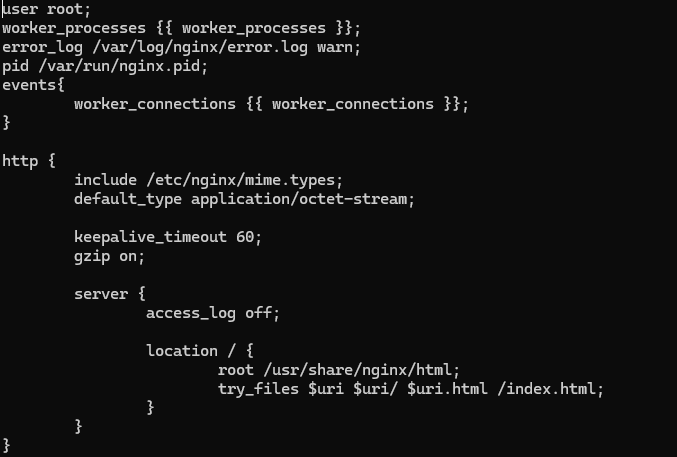 user root;
worker_processes {{ worker_processes }};
error_log /var/log/nginx/error.log warn;
pid /var/run/nginx.pid;
events{
        worker_connections {{ worker_connections }};
}

http {
        include /etc/nginx/mime.types;
        default_type application/octet-stream;

        keepalive_timeout 60;
        gzip on;

        server {
                access_log off;

                location / {
                        root /usr/share/nginx/html;
                        try_files $uri $uri/ $uri.html /index.html;
                }
        }
}